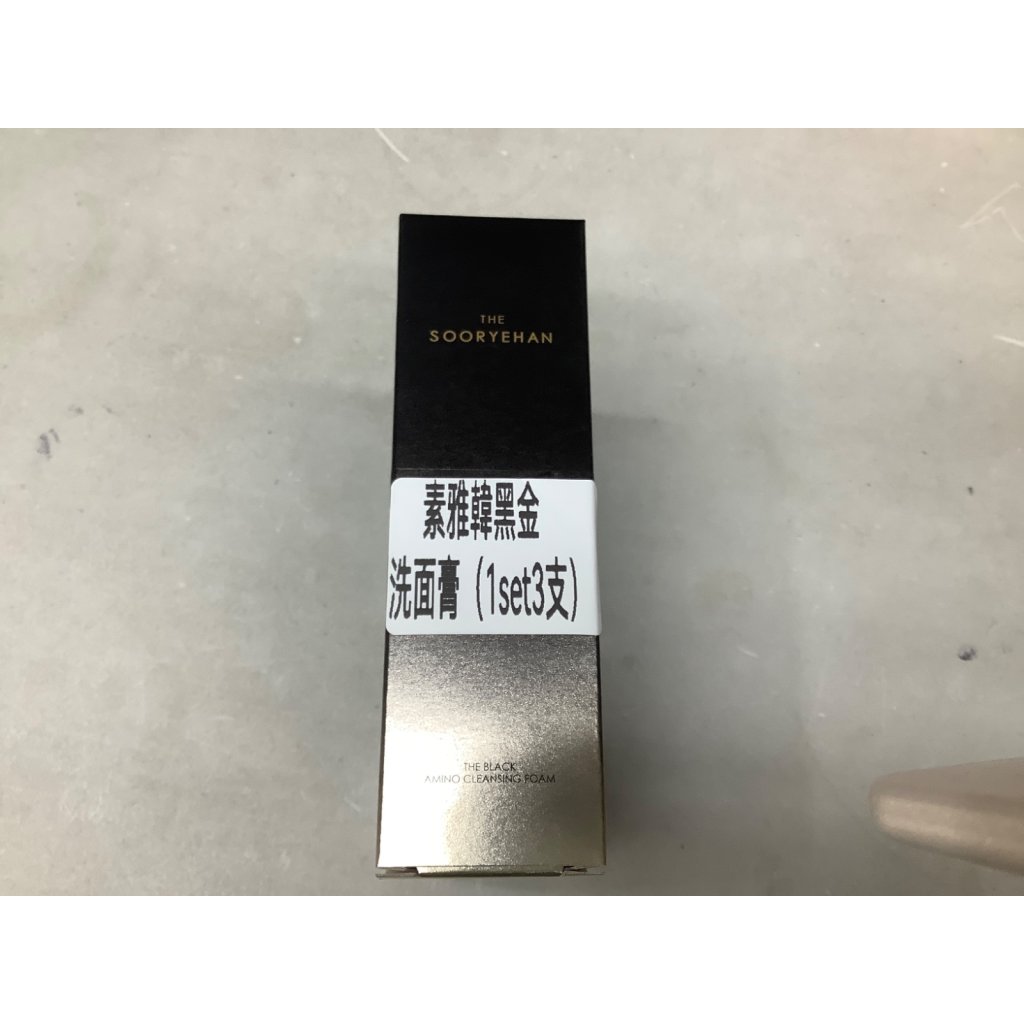 THE
SOORYEHAN
素雅韓黑金
洗面膏（1set3支）
THE BLACK
AMINO CLEANSING FOAM